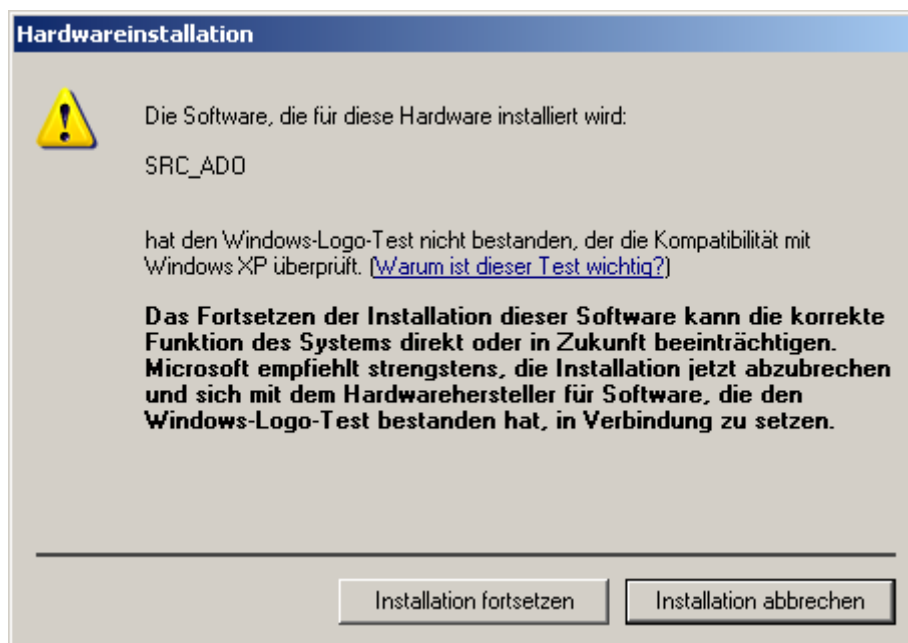 Hardwareinstallation
Die Software, die für diese Hardware installiert wird:
SRC_ADO
hat den Windows-Logo-Test nicht bestanden, der die Kompatibilität mit
Windows XP überprüft. (Warum ist dieser Test wichtig?)
Das Fortsetzen der Installation dieser Software kann die korrekte
Funktion des Systems direkt oder in Zukunft beeinträchtigen.
Microsoft empfiehlt strengstens, die Installation jetzt abzubrechen
und sich mit dem Hardwarehersteller für Software, die den
Windows-Logo-Test bestanden hat, in Verbindung zu setzen.
Installation fortsetzen
Installation abbrechen